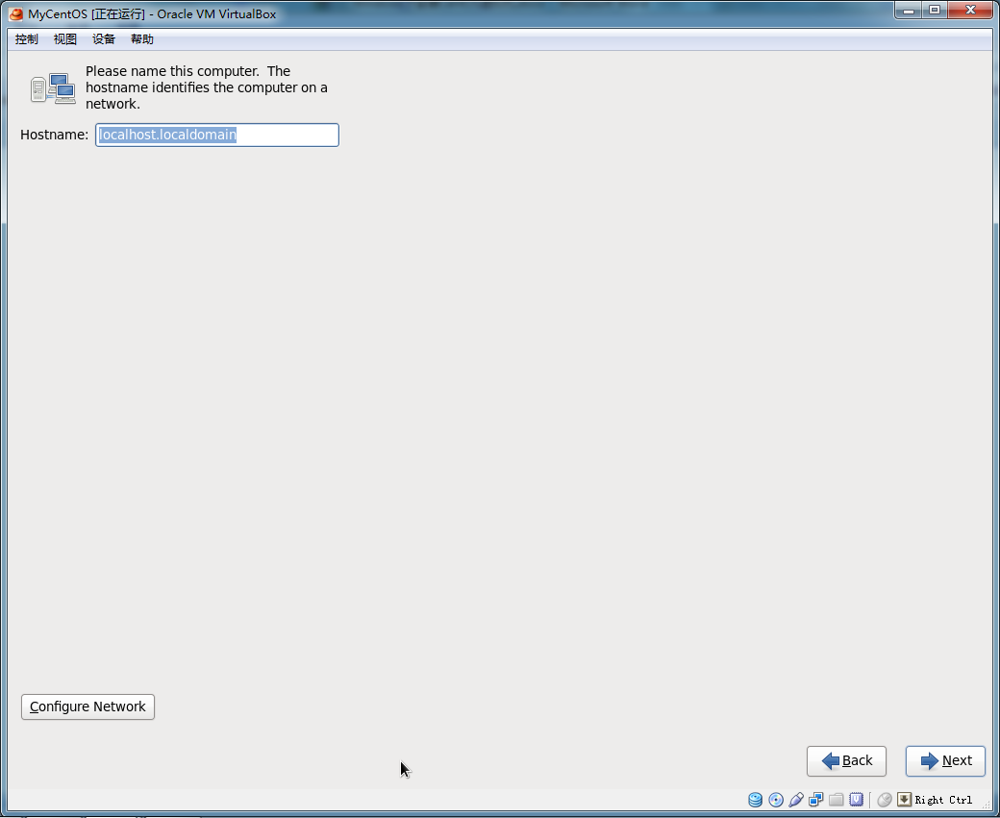 MyCentOS [正在运行] - Oracle VM VirtualBox
控制 视图 设备 帮助
Please name this computer. The
hostname identifies the computer on a
network.
Hostname: localhost.localdomain
Configure Network
Back Next
Right Ctrl